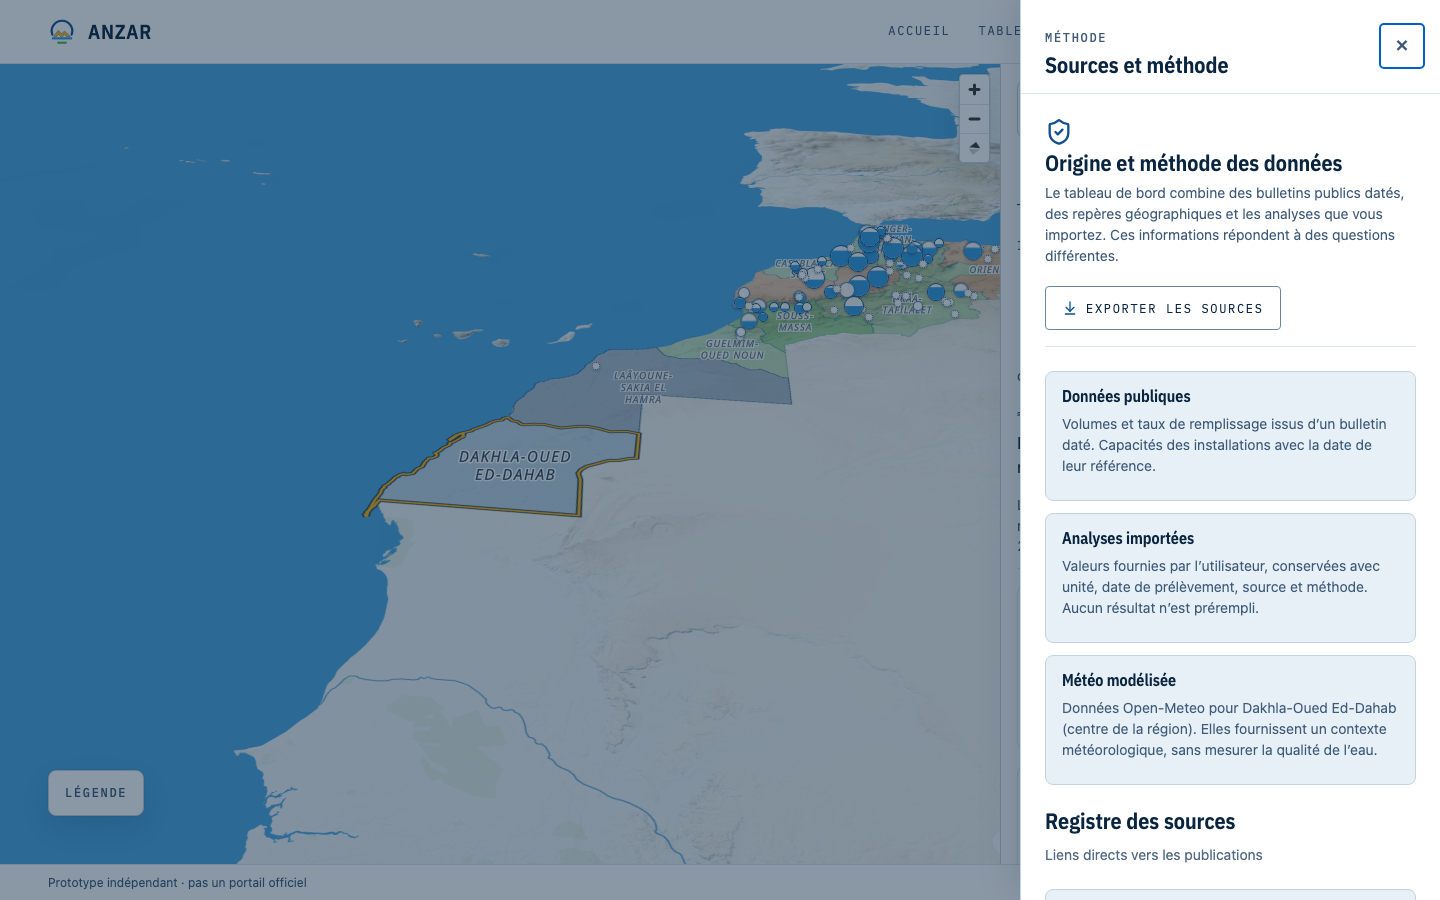 ANZAR
ACCUEIL
TABLE
MÉTHODE
Sources et méthode
Origine et méthode des données
Le tableau de bord combine des bulletins publics datés,
des repères géographiques et les analyses que vous
importez. Ces informations répondent à des questions
différentes.
EXPORTER LES SOURCES
Données publiques
Volumes et taux de remplissage issus d’un bulletin
daté. Capacités des installations avec la date de
leur référence.
Analyses importées
Valeurs fournies par l’utilisateur, conservées avec
unité, date de prélèvement, source et méthode.
Aucun résultat n’est prérempli.
Météo modélisée
Données Open-Meteo pour Dakhla-Oued Ed-Dahab
(centre de la région). Elles fournissent un contexte
météorologique, sans mesurer la qualité de l’eau.
Registre des sources
Liens directs vers les publications
ORIEN
SOUSS-
MASSA
GUELMIM-
OUED NOUN
LAÂYOUNE-
SAKIA EL
HAMRA
DAKHLA-OUED
ED-DAHAB
LÉGENDE
Prototype indépendant · pas un portail officiel